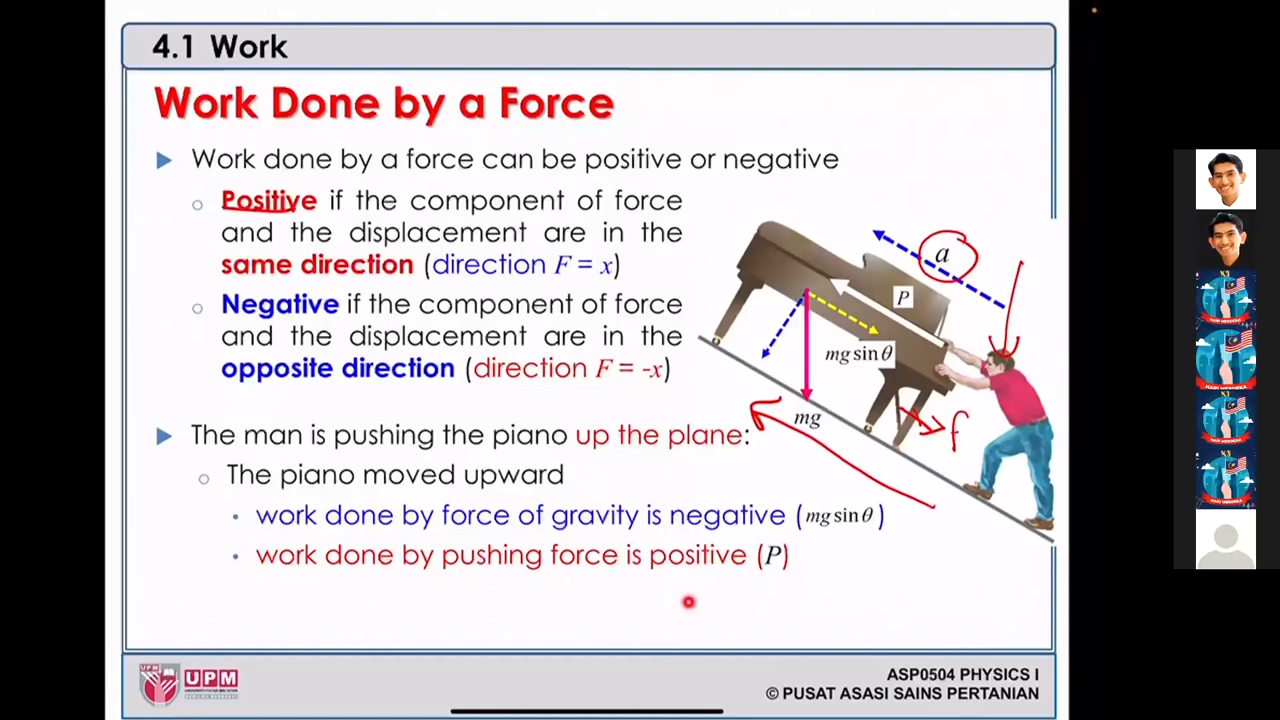 4.1 Work
Work Done by a Force
Work done by a force can be positive or negative
Positive if the component of force
and the displacement are in the
same direction (direction F = x)
Negative if the component of force
and the displacement are in the
opposite direction (direction F = -x)
a
P
mg sin θ
mg
f
The man is pushing the piano up the plane:
The piano moved upward
work done by force of gravity is negative (mg sin θ)
work done by pushing force is positive (P)
UPM
UPM
ASP0504 PHYSICS I
© PUSAT ASASI SAINS PERTANIAN